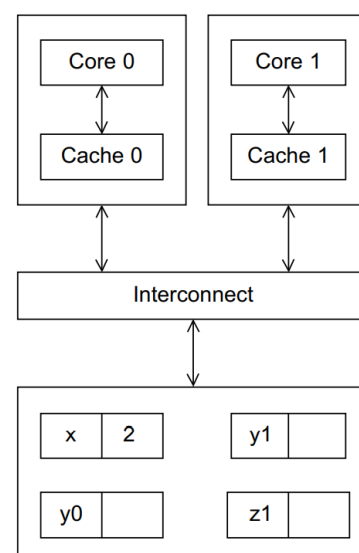 Core 0
Core 1
Cache 0
Cache 1
Interconnect
x 2
y1
y0
z1